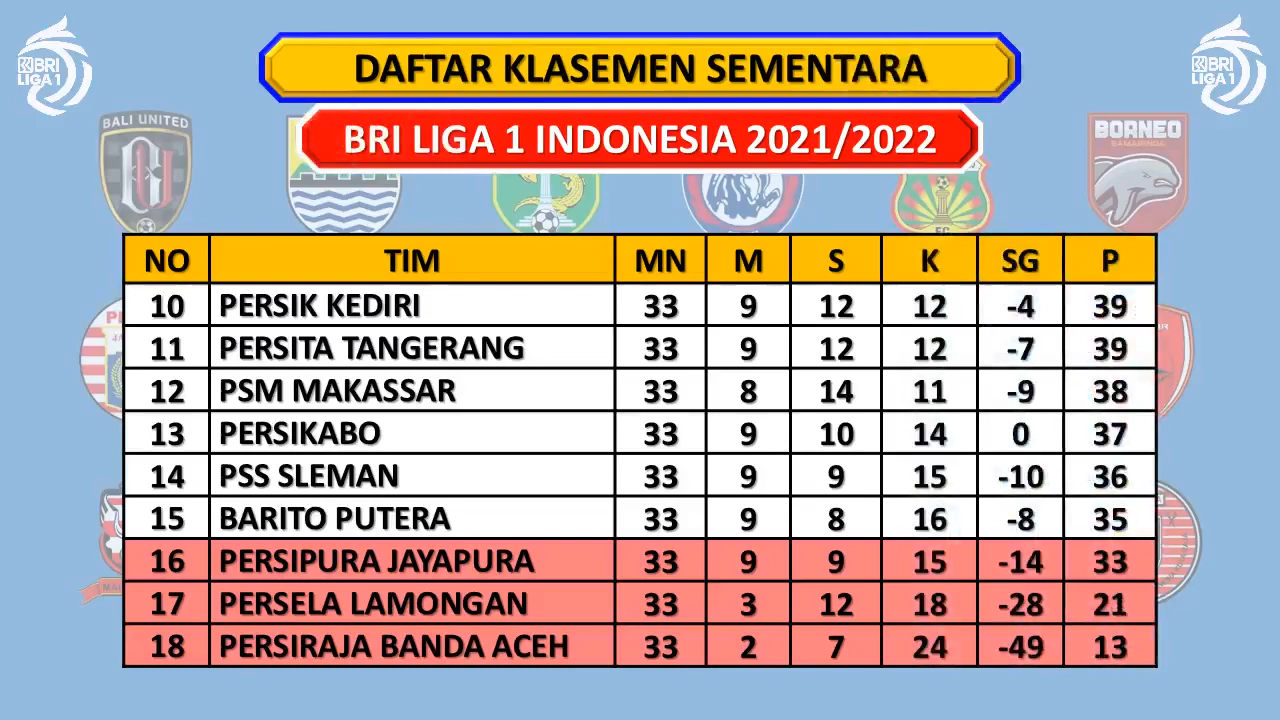 BRI
LIGA 1
DAFTAR KLASEMEN SEMENTARA
BRI
LIGA 1
BRI LIGA 1 INDONESIA 2021/2022
BALI UNITED
BORNEO
SAMARINDA
FC
NO TIM MN M S K SG P
10 PERSIK KEDIRI 33 9 12 12 -4 39
11 PERSITA TANGERANG 33 9 12 12 -7 39
12 PSM MAKASSAR 33 8 14 11 -9 38
13 PERSIKABO 33 9 10 14 0 37
14 PSS SLEMAN 33 9 9 15 -10 36
15 BARITO PUTERA 33 9 8 16 -8 35
16 PERSIPURA JAYAPURA 33 9 9 15 -14 33
17 PERSELA LAMONGAN 33 3 12 18 -28 21
18 PERSIRAJA BANDA ACEH 33 2 7 24 -49 13